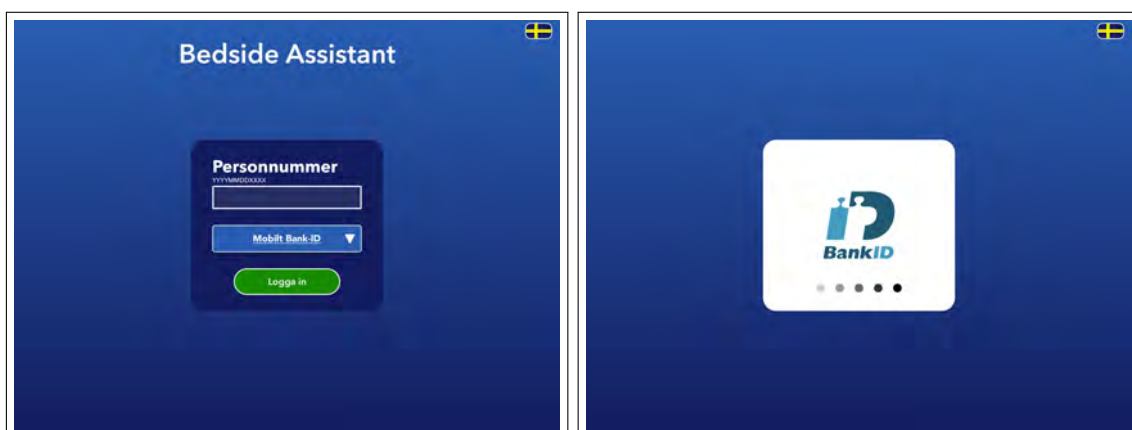 Bedside Assistant
Personnummer
YYYYMMDDXXXX
Mobilt Bank-ID
Logga in
BankID